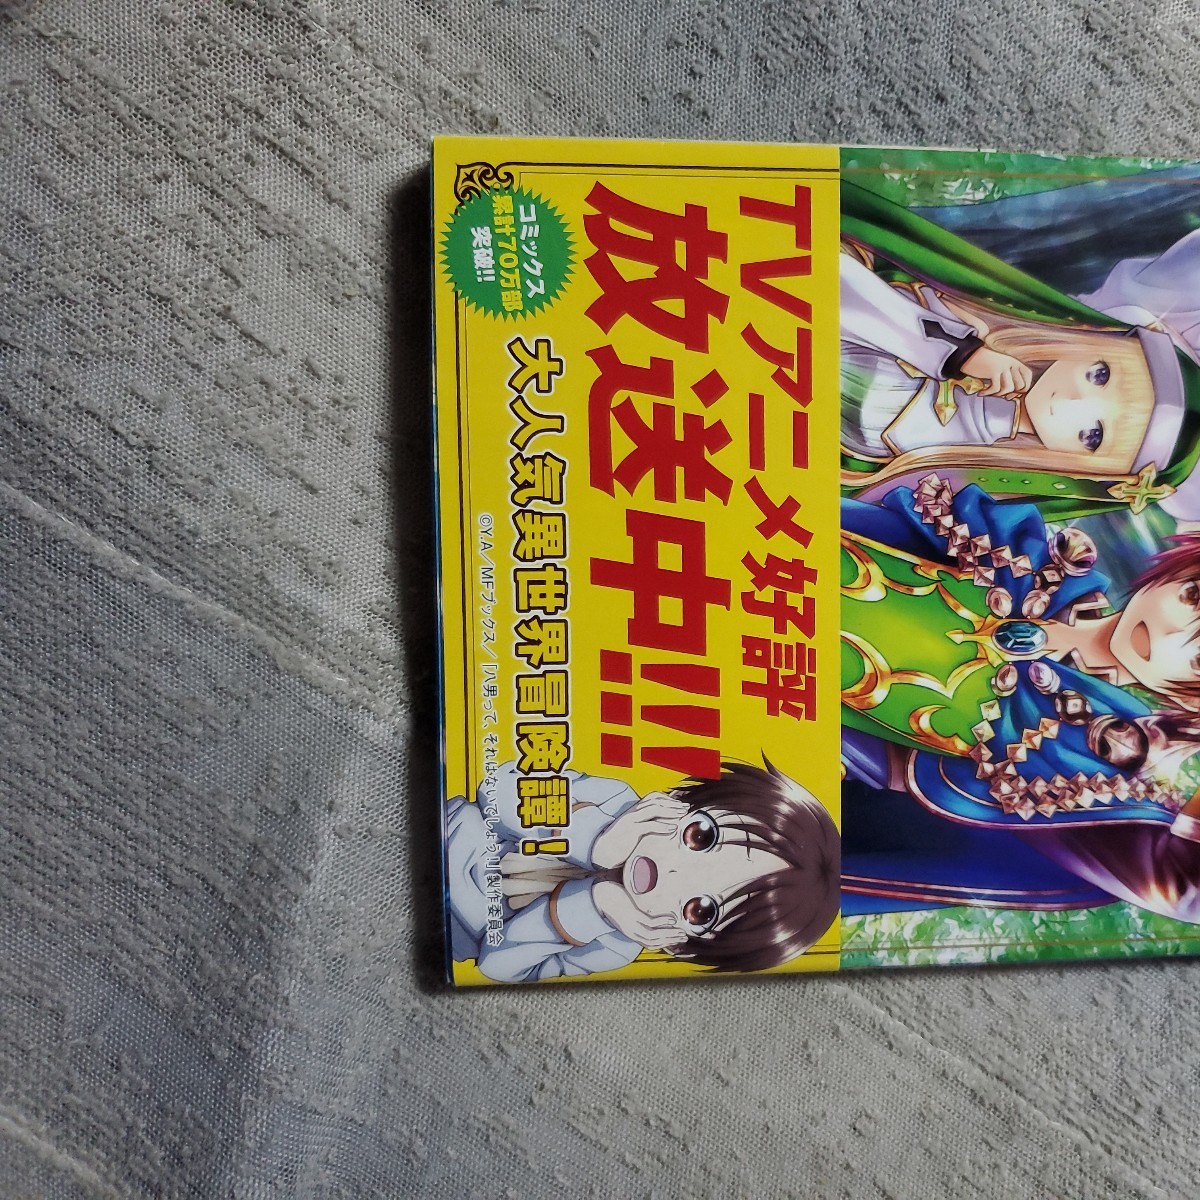 TVアニメ好評
放送中!!!
コミックス
累計70万部
突破!!
大人気異世界冒険譚!
©Y.A／MFブックス／「八男って、それはないでしょう!」製作委員会